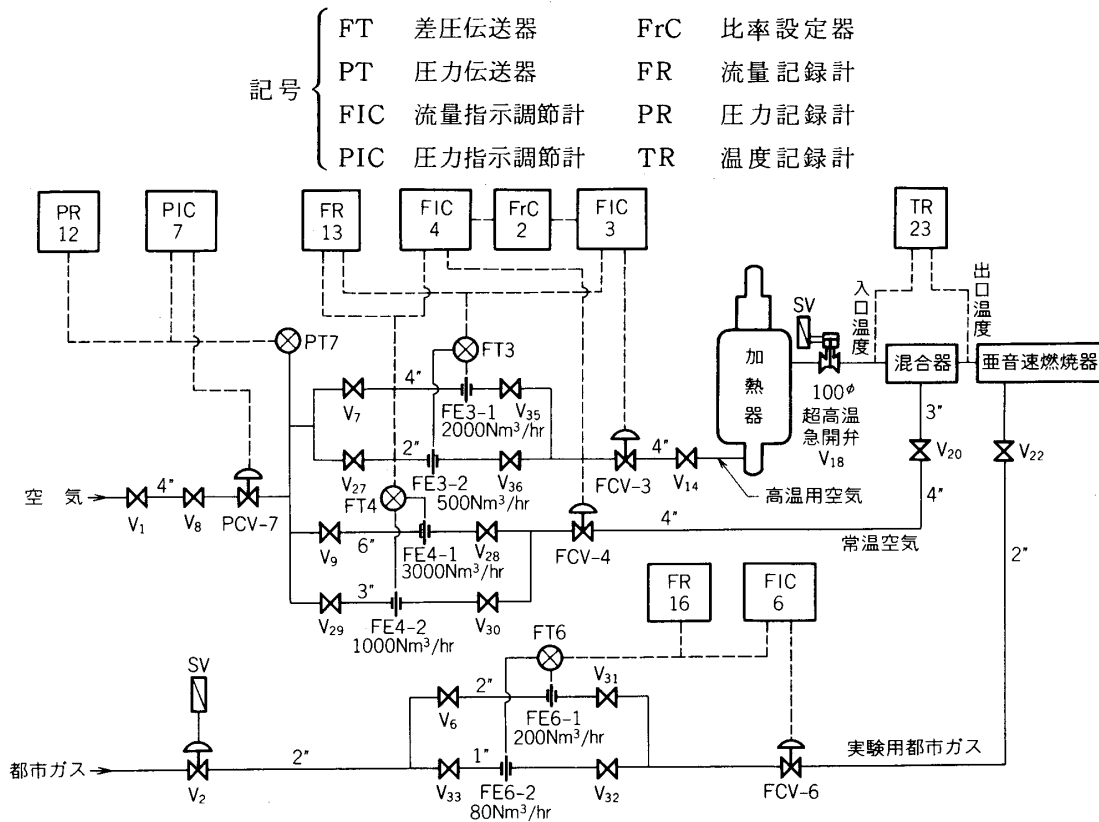 記号
FT 差圧伝送器 FrC 比率設定器
PT 圧力伝送器 FR 流量記録計
FIC 流量指示調節計 PR 圧力記録計
PIC 圧力指示調節計 TR 温度記録計
PR
12
PIC
7
FR
13
FIC
4
FrC
2
FIC
3
TR
23
入口温度
出口温度
SV
PT7
FT3
加熱器
混合器
亜音速燃焼器
4"
V7
FE3-1
V35
2000Nm³/hr
100φ
超高温
急開弁
V18
3"
V20
V22
2"
V27
FE3-2
V36
500Nm³/hr
4"
FCV-3
V14
高温用空気
空気
4"
V1
V8
PCV-7
FT4
V9
6"
FE4-1
V28
3000Nm³/hr
FCV-4
4"
4"
常温空気
2"
3"
V29
FE4-2
V30
1000Nm³/hr
FR
16
FIC
6
FT6
SV
V6
2"
FE6-1
V31
200Nm³/hr
都市ガス
V2
2"
V33
1"
FE6-2
V32
80Nm³/hr
FCV-6
実験用都市ガス